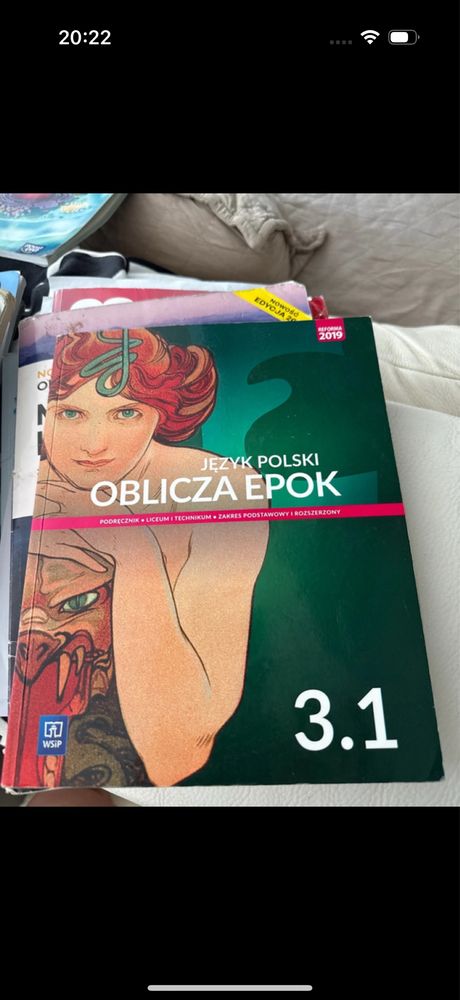 20:22
NOWOŚĆ
REFORMA
2019
JĘZYK POLSKI
OBLICZA EPOK
PODRĘCZNIK • LICEUM I TECHNIKUM • ZAKRES PODSTAWOWY I ROZSZERZONY
WSiP
3.1